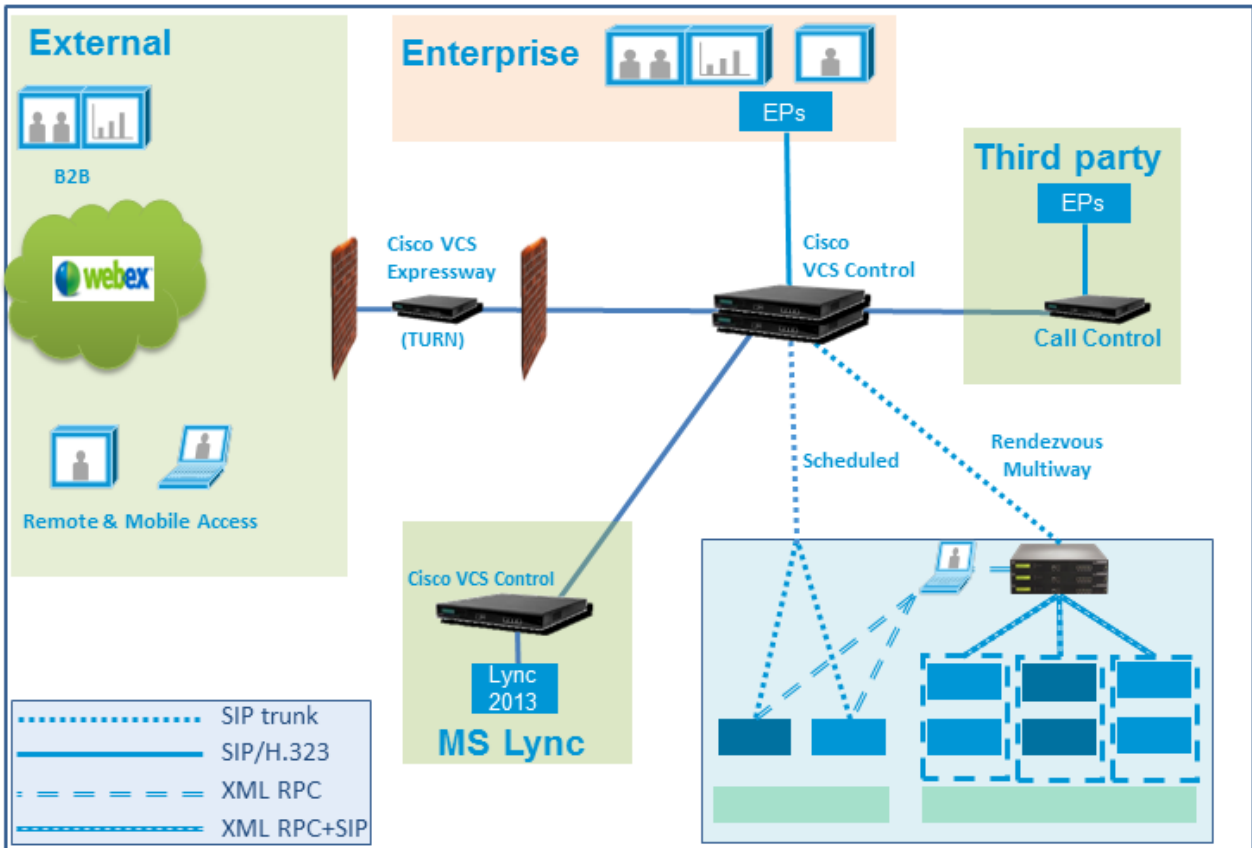 External
B2B
webex
Remote & Mobile Access
Enterprise
EPs
Third party
EPs
Call Control
Cisco VCS
Expressway
(TURN)
Cisco
VCS Control
Scheduled
Rendezvous
Multiway
Cisco VCS Control
Lync
2013
MS Lync
SIP trunk
SIP/H.323
XML RPC
XML RPC+SIP